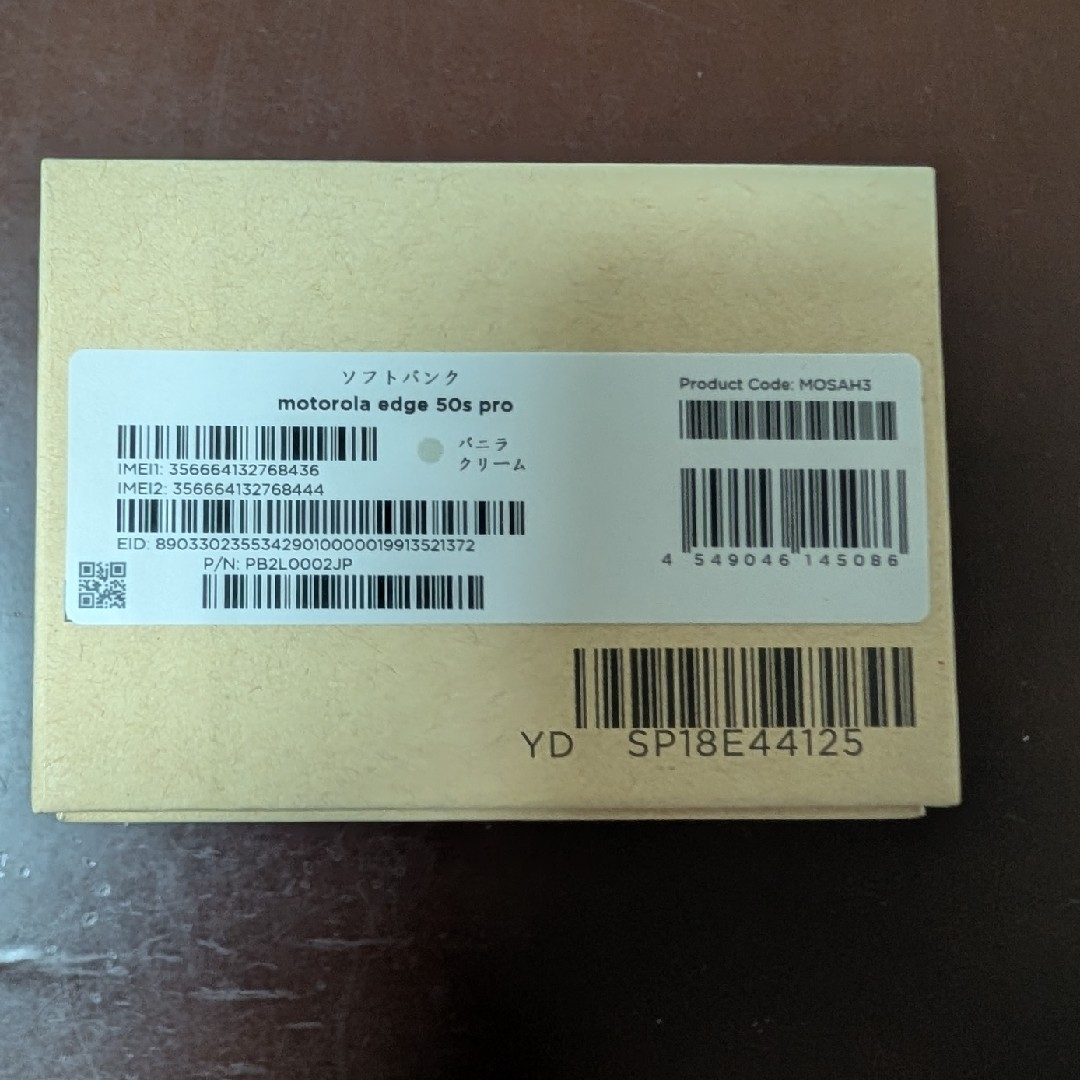 ソフトバンク
motorola edge 50s pro
バニラ
クリーム
IMEI1: 356664132768436
IMEI2: 356664132768444
EID: 89033023553429010000019913521372
P/N: PB2L0002JP
Product Code: MOSAH3
4 549046 145086
YD SP18E44125